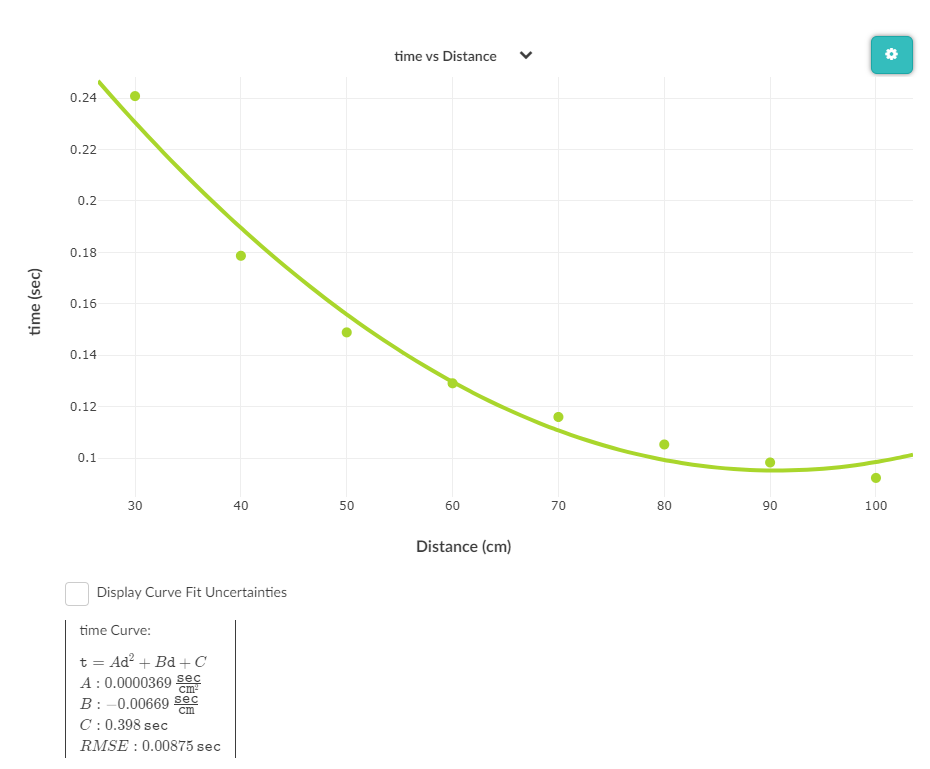 time vs Distance
0.24
0.22
0.2
0.18
0.16
0.14
0.12
0.1
time (sec)
30 40 50 60 70 80 90 100
Distance (cm)
Display Curve Fit Uncertainties
time Curve:
t = Ad² + Bd + C
A : 0.0000369 sec/cm²
B : −0.00669 sec/cm
C : 0.398 sec
RMSE : 0.00875 sec